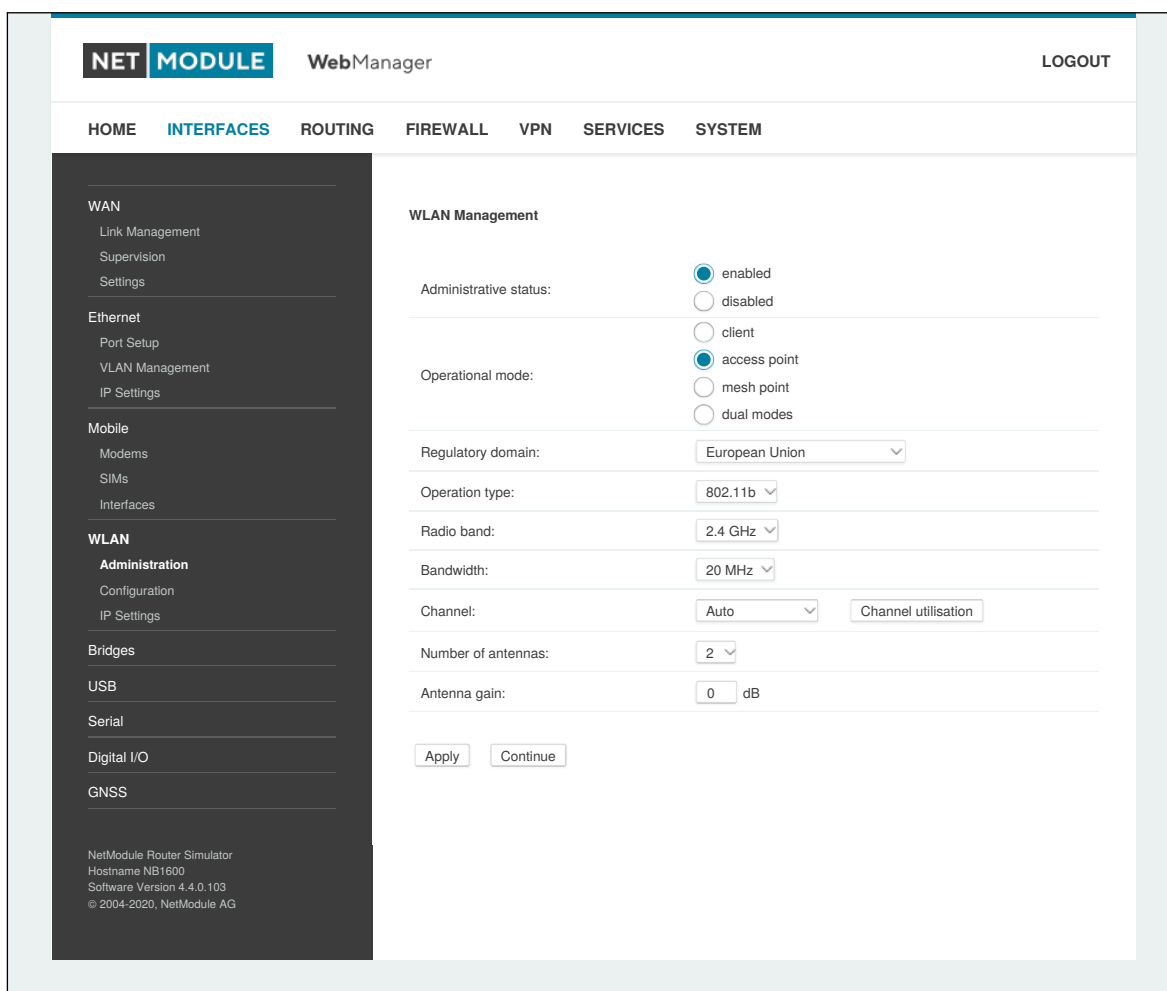 NET MODULE WebManager LOGOUT
HOME INTERFACES ROUTING FIREWALL VPN SERVICES SYSTEM
WAN
Link Management
Supervision
Settings
Ethernet
Port Setup
VLAN Management
IP Settings
Mobile
Modems
SIMs
Interfaces
WLAN
Administration
Configuration
IP Settings
Bridges
USB
Serial
Digital I/O
GNSS
NetModule Router Simulator
Hostname NB1600
Software Version 4.4.0.103
© 2004-2020, NetModule AG
WLAN Management
Administrative status:
enabled
disabled
Operational mode:
client
access point
mesh point
dual modes
Regulatory domain: European Union
Operation type: 802.11b
Radio band: 2.4 GHz
Bandwidth: 20 MHz
Channel: Auto Channel utilisation
Number of antennas: 2
Antenna gain: 0 dB
Apply Continue